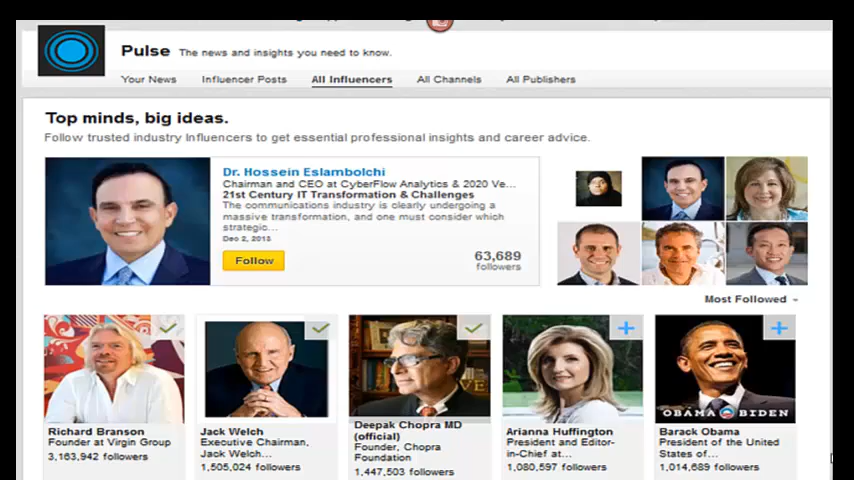 Pulse The news and insights you need to know.
Your News Influencer Posts All Influencers All Channels All Publishers
Top minds, big ideas.
Follow trusted industry Influencers to get essential professional insights and career advice.
Dr. Hossein Eslambolchi
Chairman and CEO at CyberFlow Analytics & 2020 Ve...
21st Century IT Transformation & Challenges
The communications industry is clearly undergoing a
massive transformation, and one must consider which
strategic...
Dec 2, 2013
Follow
63,689
followers
Most Followed
Richard Branson
Founder at Virgin Group
3,163,942 followers
Jack Welch
Executive Chairman,
Jack Welch...
1,505,024 followers
Deepak Chopra MD
(official)
Founder, Chopra
Foundation
1,447,503 followers
Arianna Huffington
President and Editor-
in-Chief at...
1,080,597 followers
OBAMA BIDEN
Barack Obama
President of the United
States of...
1,014,689 followers